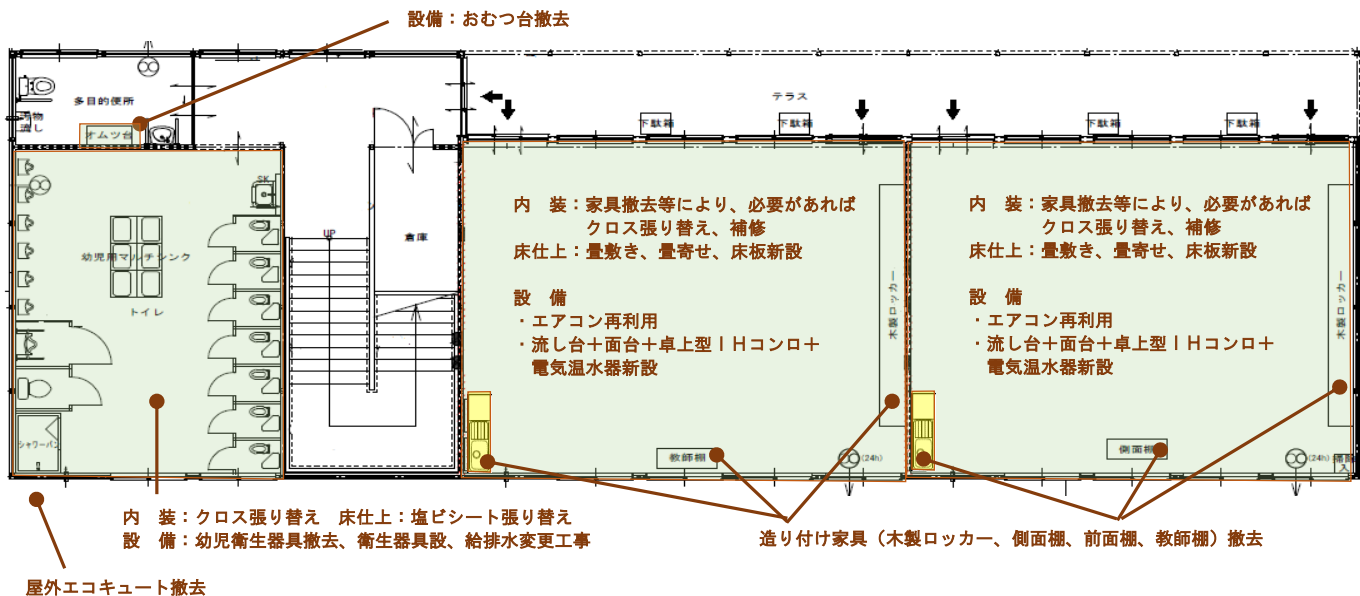 設備：おむつ台撤去
多目的便所
汚物
流し
オムツ台
テラス
下駄箱
下駄箱
下駄箱
下駄箱
SK
幼児用マルチシンク
トイレ
シャワーパン
UP
倉庫
内　装：家具撤去等により、必要があれば
クロス張り替え、補修
床仕上：畳敷き、畳寄せ、床板新設
設　備
・エアコン再利用
・流し台＋面台＋卓上型ＩＨコンロ＋
電気温水器新設
木製ロッカー
教師棚
(24h)
内　装：家具撤去等により、必要があれば
クロス張り替え、補修
床仕上：畳敷き、畳寄せ、床板新設
設　備
・エアコン再利用
・流し台＋面台＋卓上型ＩＨコンロ＋
電気温水器新設
木製ロッカー
側面棚
(24h)
内　装：クロス張り替え　床仕上：塩ビシート張り替え
設　備：幼児衛生器具撤去、衛生器具設、給排水変更工事
造り付け家具（木製ロッカー、側面棚、前面棚、教師棚）撤去
屋外エコキュート撤去